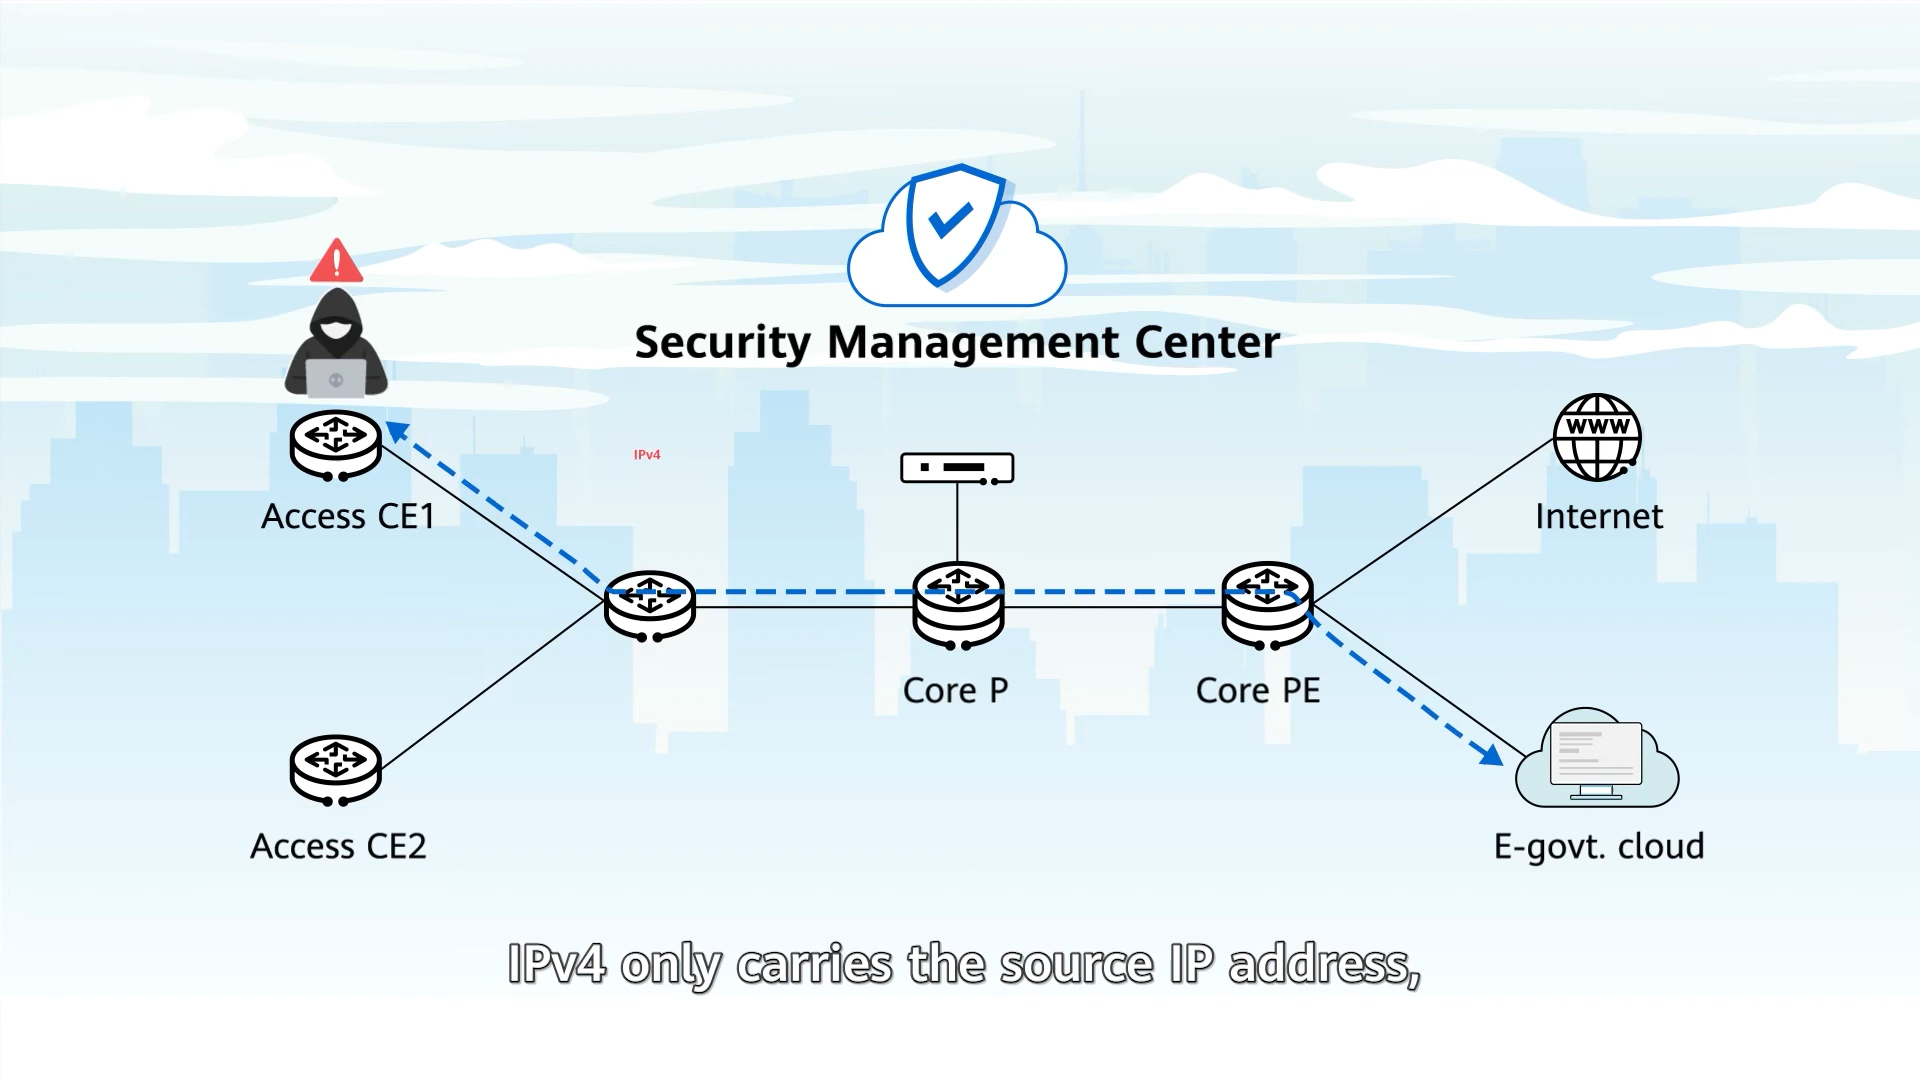 Security Management Center
WWW
IPv4
Access CE1
Internet
Core P
Core PE
Access CE2
E-govt. cloud
IPv4 only carries the source IP address,